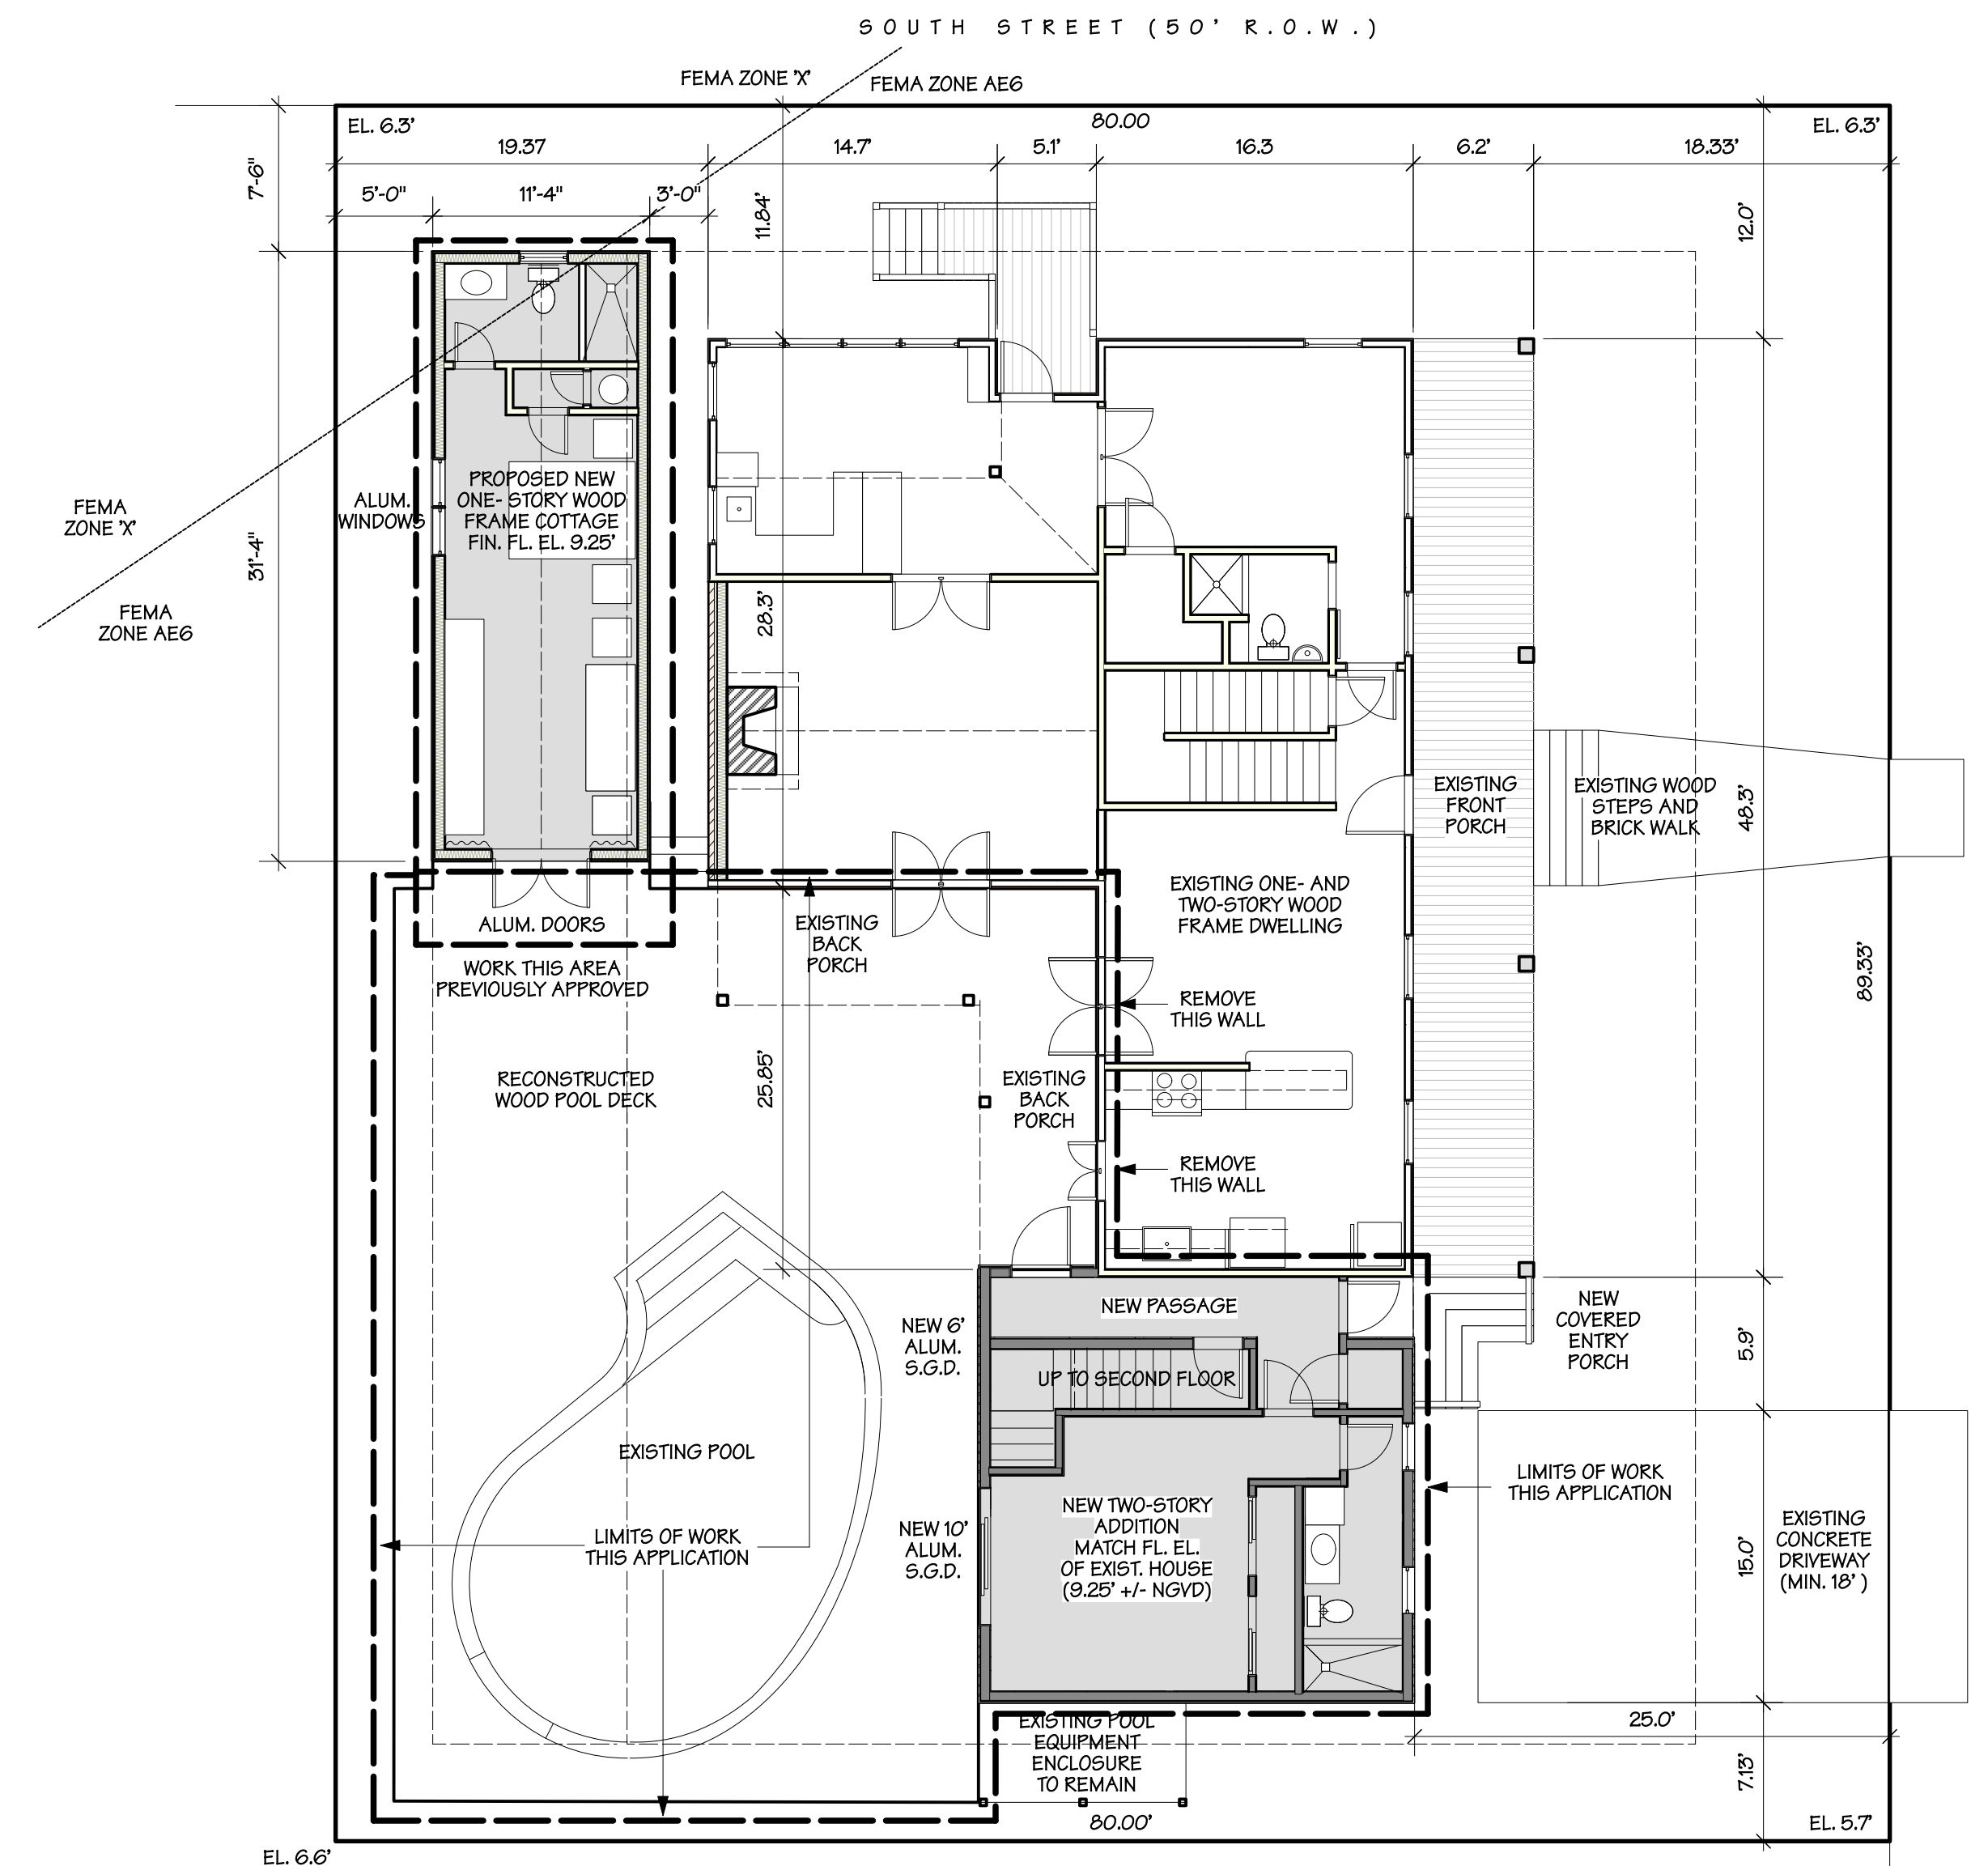 SOUTH STREET (50' R.O.W.)
FEMA ZONE 'X'
FEMA ZONE AE6
EL. 6.3'
80.00
EL. 6.3'
19.37
14.7'
5.1'
16.3
6.2'
18.33'
7'-6"
5'-0"
11'-4"
3'-0"
11.84'
12.0'
FEMA
ZONE 'X'
ALUM.
WINDOWS
PROPOSED NEW
ONE- STORY WOOD
FRAME COTTAGE
FIN. FL. EL. 9.25'
31'-4"
FEMA
ZONE AE6
28.3'
EXISTING
FRONT
PORCH
EXISTING WOOD
STEPS AND
BRICK WALK
48.3'
EXISTING ONE- AND
TWO-STORY WOOD
FRAME DWELLING
ALUM. DOORS
EXISTING
BACK
PORCH
WORK THIS AREA
PREVIOUSLY APPROVED
89.33'
REMOVE
THIS WALL
RECONSTRUCTED
WOOD POOL DECK
25.85'
EXISTING
BACK
PORCH
REMOVE
THIS WALL
NEW PASSAGE
NEW
COVERED
ENTRY
PORCH
NEW 6'
ALUM.
S.G.D.
5.9'
UP TO SECOND FLOOR
EXISTING POOL
LIMITS OF WORK
THIS APPLICATION
NEW TWO-STORY
ADDITION
MATCH FL. EL.
OF EXIST. HOUSE
(9.25' +/- NGVD)
NEW 10'
ALUM.
S.G.D.
LIMITS OF WORK
THIS APPLICATION
15.0'
EXISTING
CONCRETE
DRIVEWAY
(MIN. 18' )
25.0'
EXISTING POOL
EQUIPMENT
ENCLOSURE
TO REMAIN
7.13'
80.00'
EL. 5.7'
EL. 6.6'